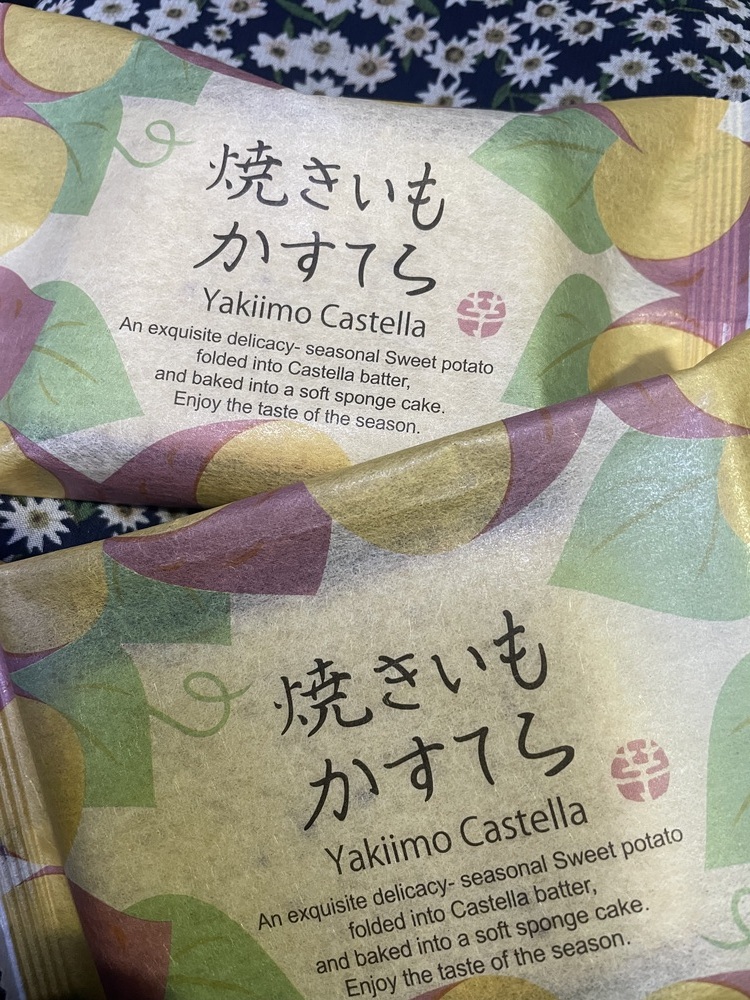 焼きいも
かすてら
Yakiimo Castella
An exquisite delicacy- seasonal Sweet potato
folded into Castella batter,
and baked into a soft sponge cake.
Enjoy the taste of the season.
焼きいも
かすてら
Yakiimo Castella
An exquisite delicacy- seasonal Sweet potato
folded into Castella batter,
and baked into a soft sponge cake.
Enjoy the taste of the season.